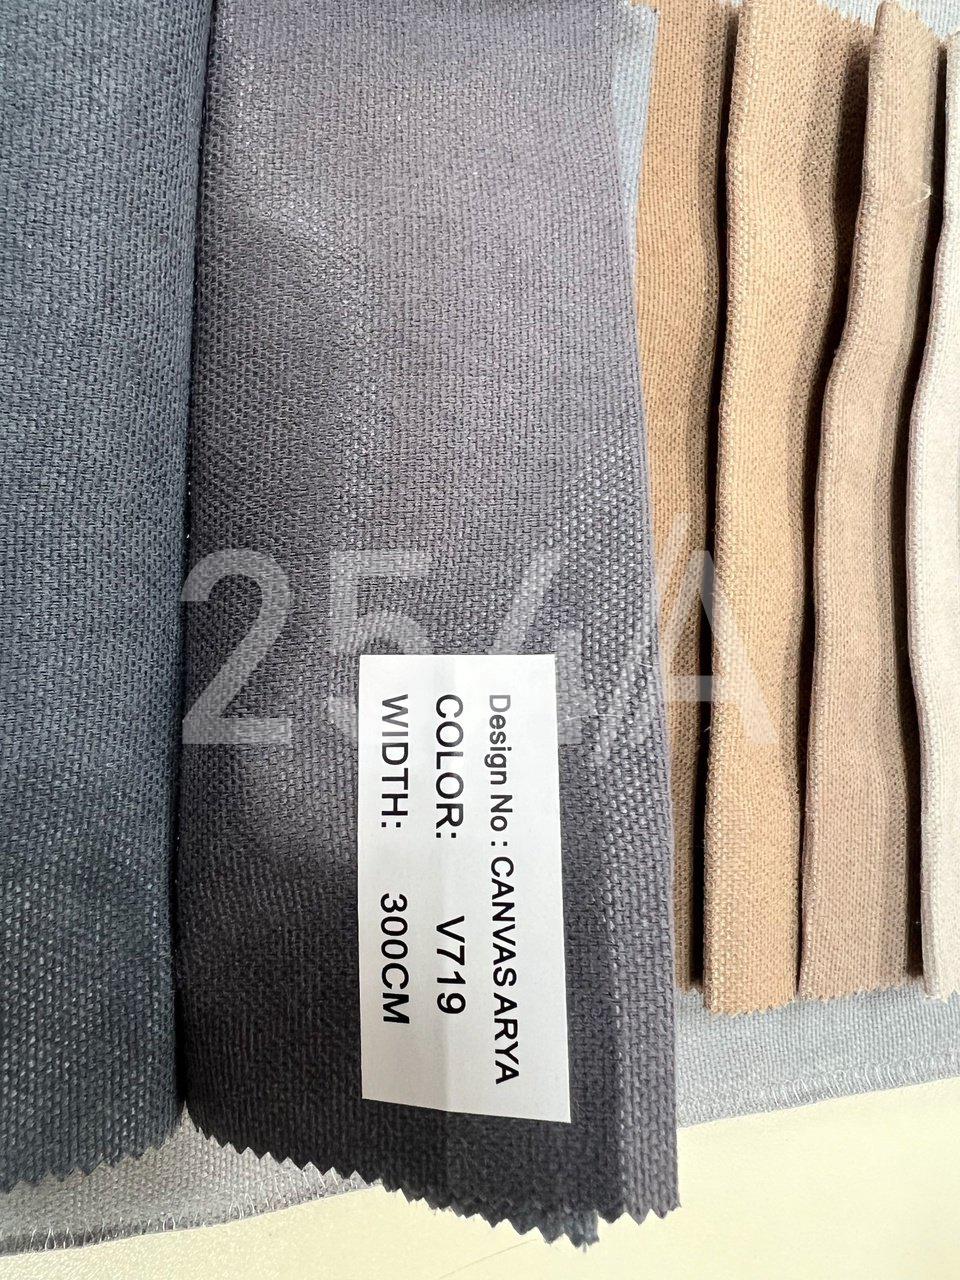 Design No : CANVAS ARYA
COLOR: V719
WIDTH: 300CM
254A